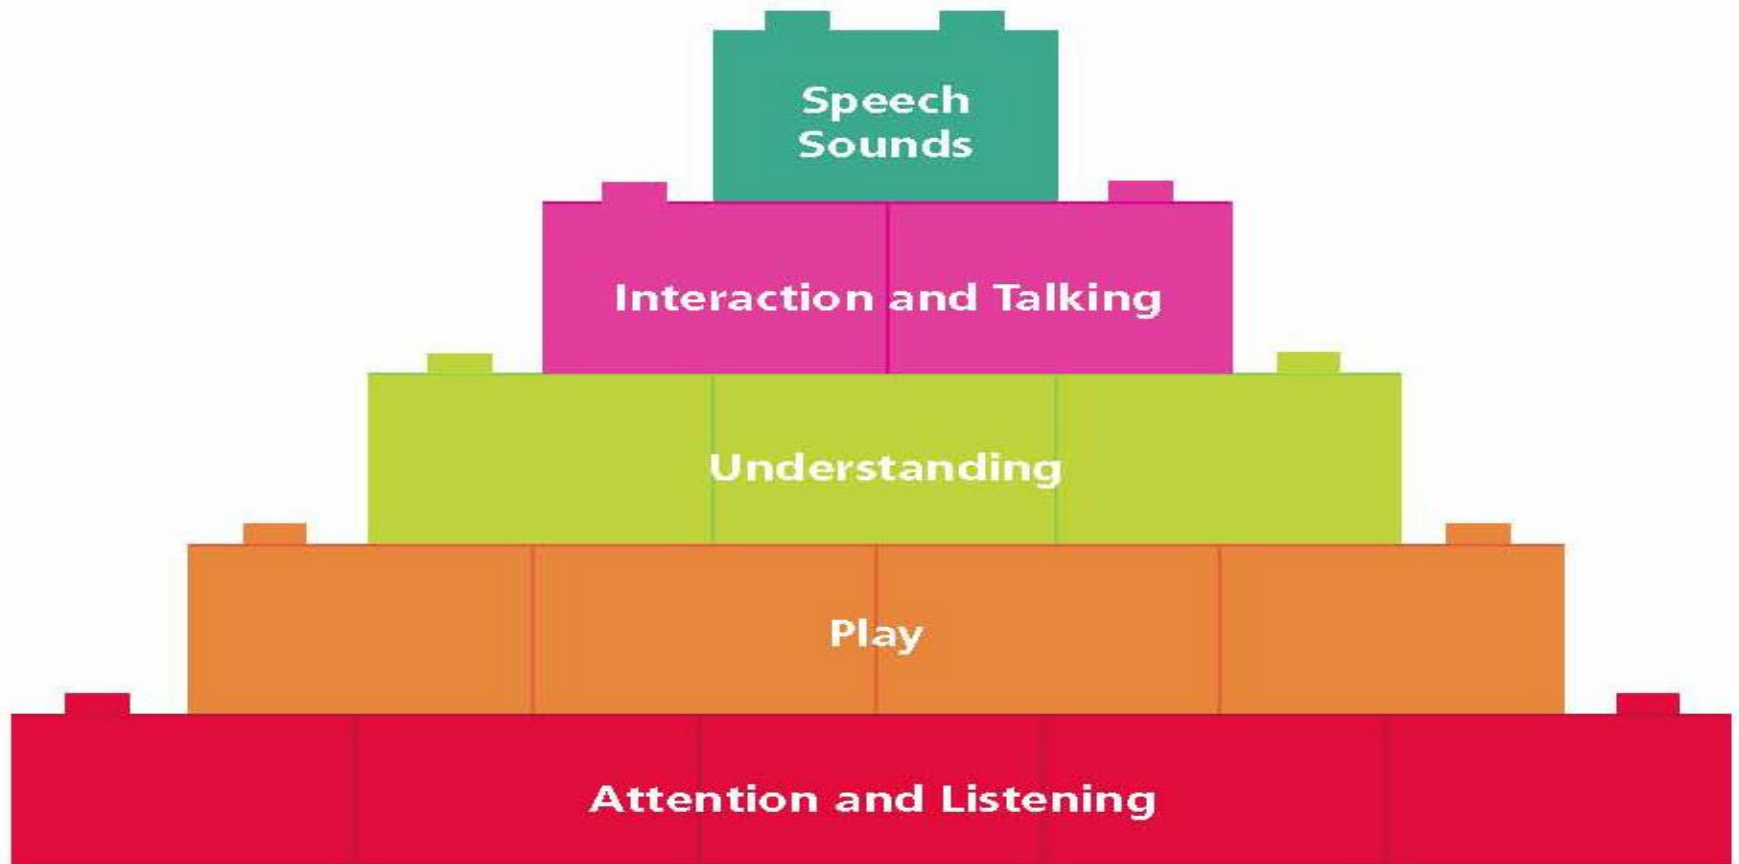 Speech
Sounds
Interaction and Talking
Understanding
Play
Attention and Listening